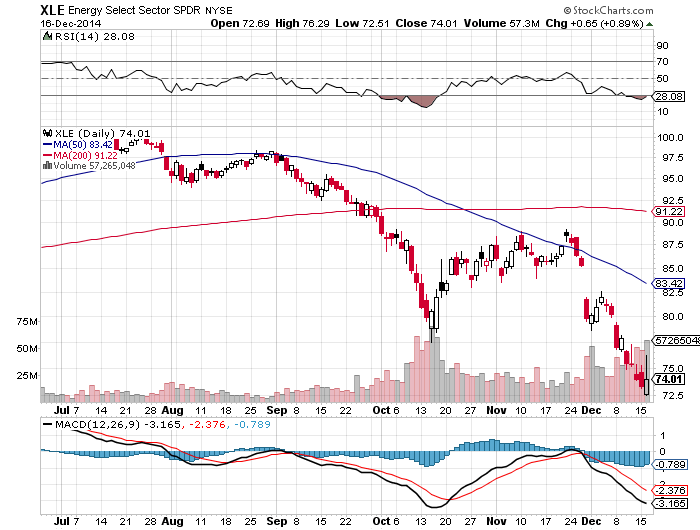 XLE Energy Select Sector SPDR NYSE © StockCharts.com
16-Dec-2014 Open 72.69 High 76.29 Low 72.51 Close 74.01 Volume 57.3M Chg +0.65 (+0.89%)
RSI(14) 28.08
90
70
50
28.08
10
XLE (Daily) 74.01
MA(50) 83.42
MA(200) 91.22
Volume 57,265,048
100.0
97.5
95.0
92.5
91.22
90.0
87.5
85.0
83.42
82.5
80.0
57265048
75.0
74.01
72.5
75M
50M
25M
Jul 7 14 21 28 Aug 11 18 25 Sep 8 15 22 Oct 6 13 20 27 Nov 10 17 24 Dec 8 15
MACD(12,26,9) -3.165, -2.376, -0.789
1
0
-0.789
-2.376
-3.165
Jul 7 14 21 28 Aug 11 18 25 Sep 8 15 22 Oct 6 13 20 27 Nov 10 17 24 Dec 8 15